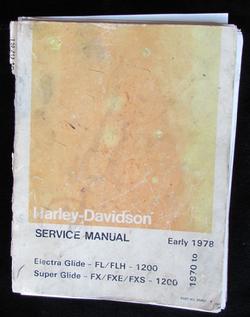 Harley-Davidson
SERVICE MANUAL
Early 1978
1970 to
Electra Glide - FL/FLH - 1200
Super Glide - FX/FXE/FXS - 1200